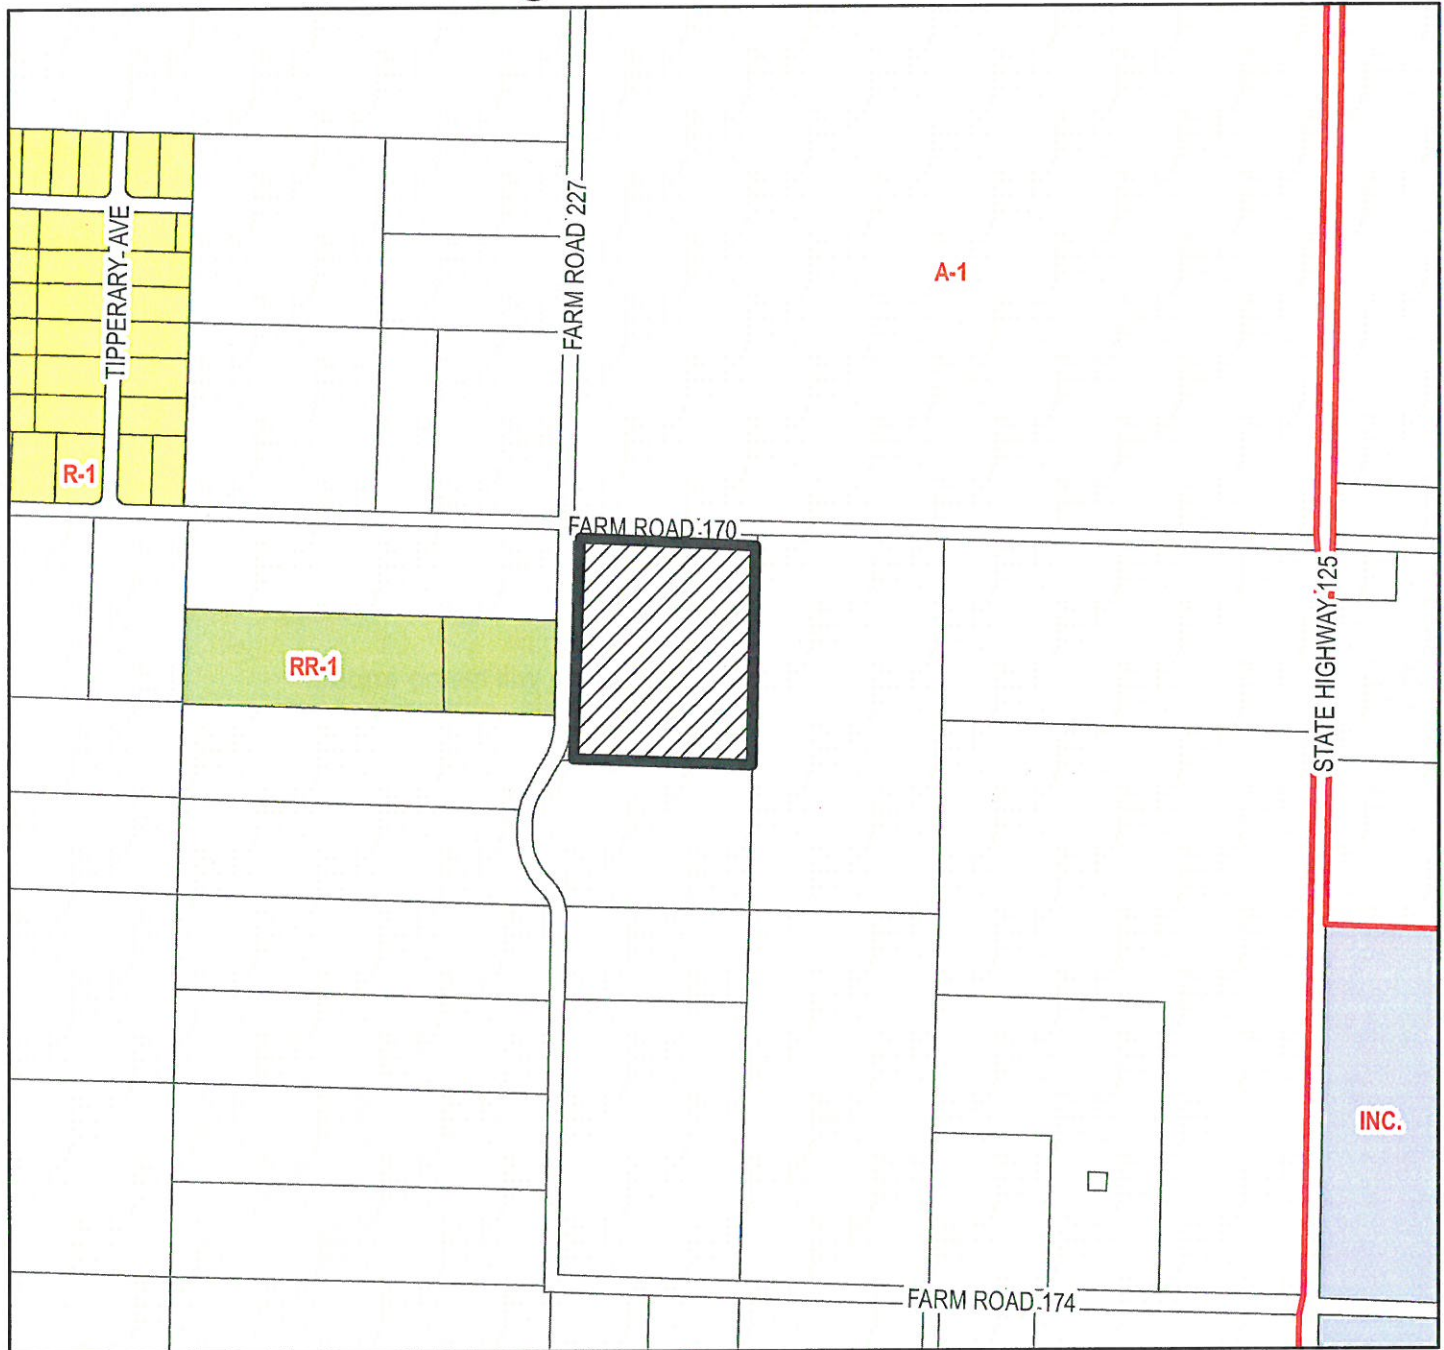 FARM ROAD 227
TIPPERARY AVE
A-1
R-1
FARM ROAD 170
STATE HIGHWAY 125
RR-1
INC.
FARM ROAD 174